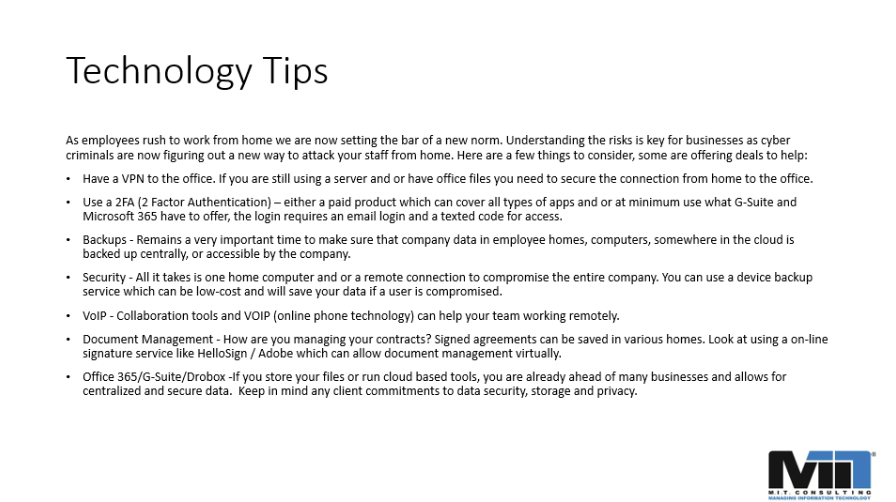 Technology Tips
As employees rush to work from home we are now setting the bar of a new norm. Understanding the risks is key for businesses as cyber
criminals are now figuring out a new way to attack your staff from home. Here are a few things to consider, some are offering deals to help:
• Have a VPN to the office. If you are still using a server and or have office files you need to secure the connection from home to the office.
• Use a 2FA (2 Factor Authentication) – either a paid product which can cover all types of apps and or at minimum use what G-Suite and
Microsoft 365 have to offer, the login requires an email login and a texted code for access.
• Backups - Remains a very important time to make sure that company data in employee homes, computers, somewhere in the cloud is
backed up centrally, or accessible by the company.
• Security - All it takes is one home computer and or a remote connection to compromise the entire company. You can use a device backup
service which can be low-cost and will save your data if a user is compromised.
• VoIP - Collaboration tools and VOIP (online phone technology) can help your team working remotely.
• Document Management - How are you managing your contracts? Signed agreements can be saved in various homes. Look at using a on-line
signature service like HelloSign / Adobe which can allow document management virtually.
• Office 365/G-Suite/Drobox -If you store your files or run cloud based tools, you are already ahead of many businesses and allows for
centralized and secure data.  Keep in mind any client commitments to data security, storage and privacy.
MIT®
M.I.T. CONSULTING
MANAGING INFORMATION TECHNOLOGY